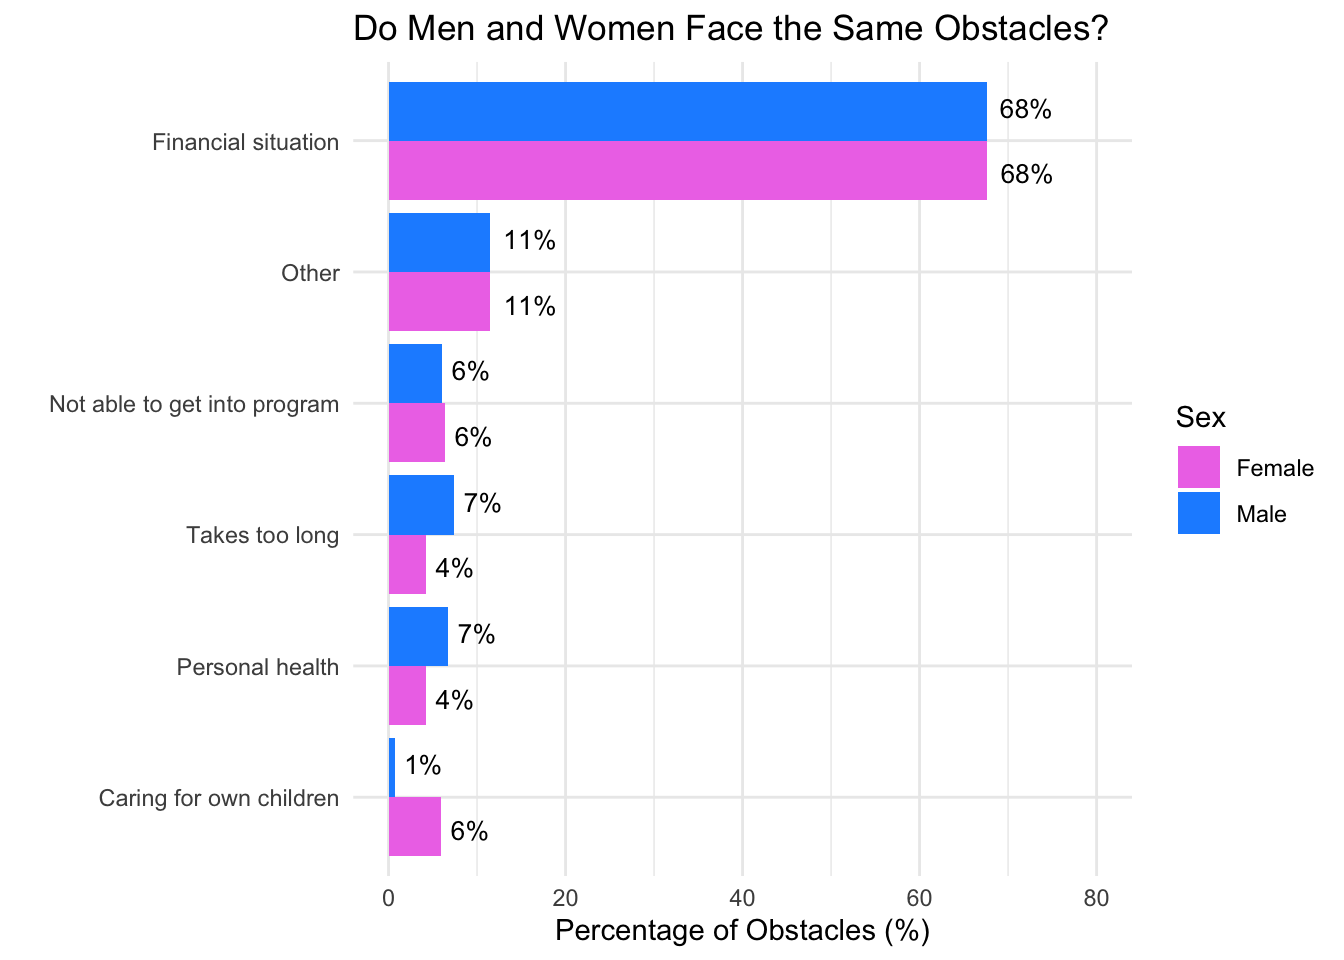 Do Men and Women Face the Same Obstacles?
Financial situation
68%
68%
Other
11%
11%
Not able to get into program
6%
6%
Takes too long
7%
4%
Personal health
7%
4%
Caring for own children
1%
6%
0 20 40 60 80
Percentage of Obstacles (%)
Sex
Female
Male